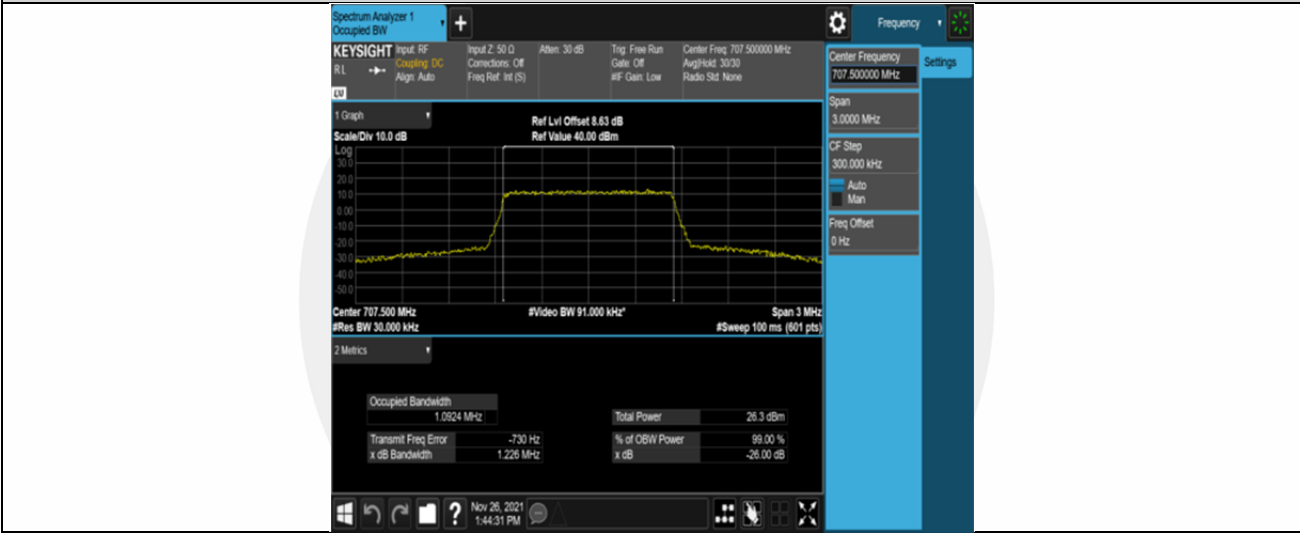 Spectrum Analyzer 1
Occupied BW
+
Frequency
KEYSIGHT
R L
LV
Input: RF
Coupling: DC
Align: Auto
Input Z: 50 Ω
Corrections: Off
Freq Ref: Int (S)
Atten: 30 dB
Trig: Free Run
Gate: Off
#IF Gain: Low
Center Freq: 707.500000 MHz
Avg|Hold: 30/30
Radio Std: None
Center Frequency
707.500000 MHz
Settings
Span
3.0000 MHz
CF Step
300.000 kHz
Auto
Man
Freq Offset
0 Hz
1 Graph
Scale/Div 10.0 dB
Ref Lvl Offset 8.63 dB
Ref Value 40.00 dBm
Log
30.0
20.0
10.0
0.00
-10.0
-20.0
-30.0
-40.0
-50.0
Center 707.500 MHz
#Video BW 91.000 kHz*
Span 3 MHz
#Res BW 30.000 kHz
#Sweep 100 ms (601 pts)
2 Metrics
Occupied Bandwidth
1.0924 MHz
Total Power 26.3 dBm
Transmit Freq Error -730 Hz
% of OBW Power 99.00 %
x dB Bandwidth 1.226 MHz
x dB -26.00 dB
?
Nov 26, 2021
1:44:31 PM